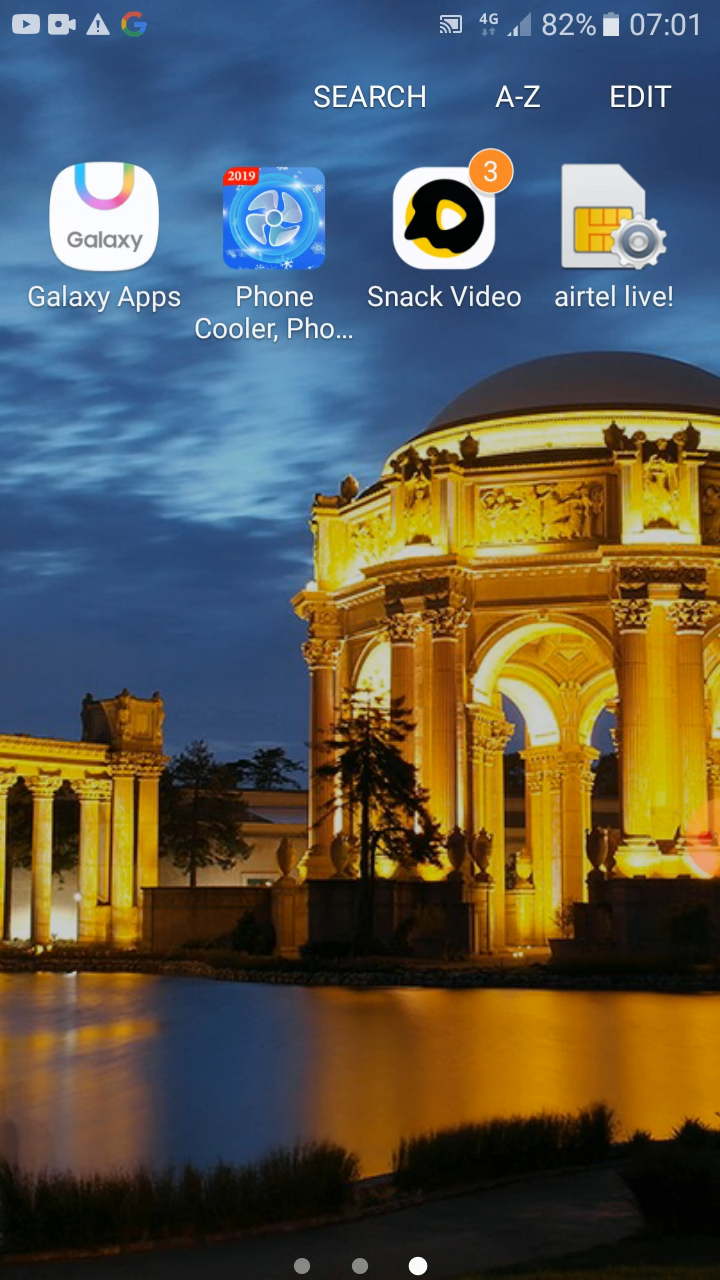 4G 82% 07:01
SEARCH A-Z EDIT
2019
3
Galaxy
Galaxy Apps
Phone
Cooler, Pho...
Snack Video
airtel live!